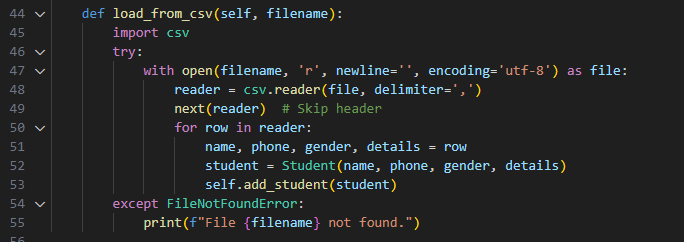 44 def load_from_csv(self, filename):
45 import csv
46 try:
47 with open(filename, 'r', newline='', encoding='utf-8') as file:
48 reader = csv.reader(file, delimiter=',')
49 next(reader)  # Skip header
50 for row in reader:
51 name, phone, gender, details = row
52 student = Student(name, phone, gender, details)
53 self.add_student(student)
54 except FileNotFoundError:
55 print(f"File {filename} not found.")
56